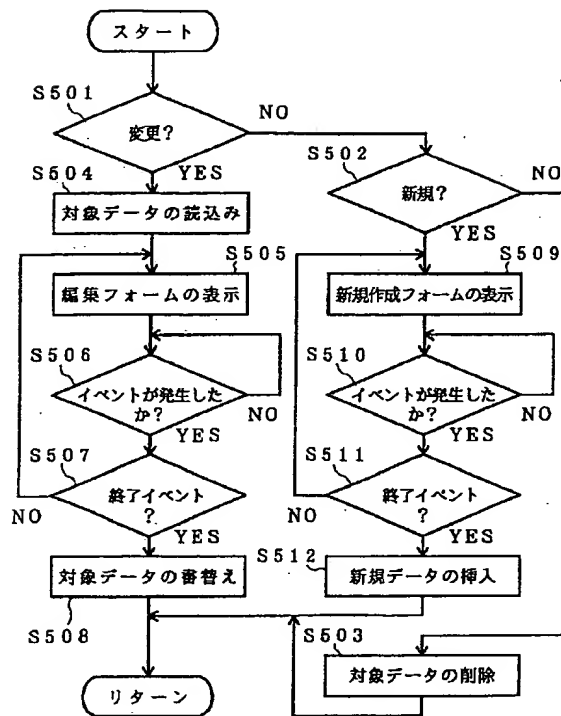 スタート
S501
変更?
NO
YES
S502
新規?
NO
YES
S504
対象データの読込み
S505
編集フォームの表示
S506
イベントが発生した
か?
NO
YES
S507
終了イベント
?
NO
YES
対象データの書替え
S508
S509
新規作成フォームの表示
S510
イベントが発生した
か?
NO
YES
S511
終了イベント
?
NO
YES
S512
新規データの挿入
S503
対象データの削除
リターン